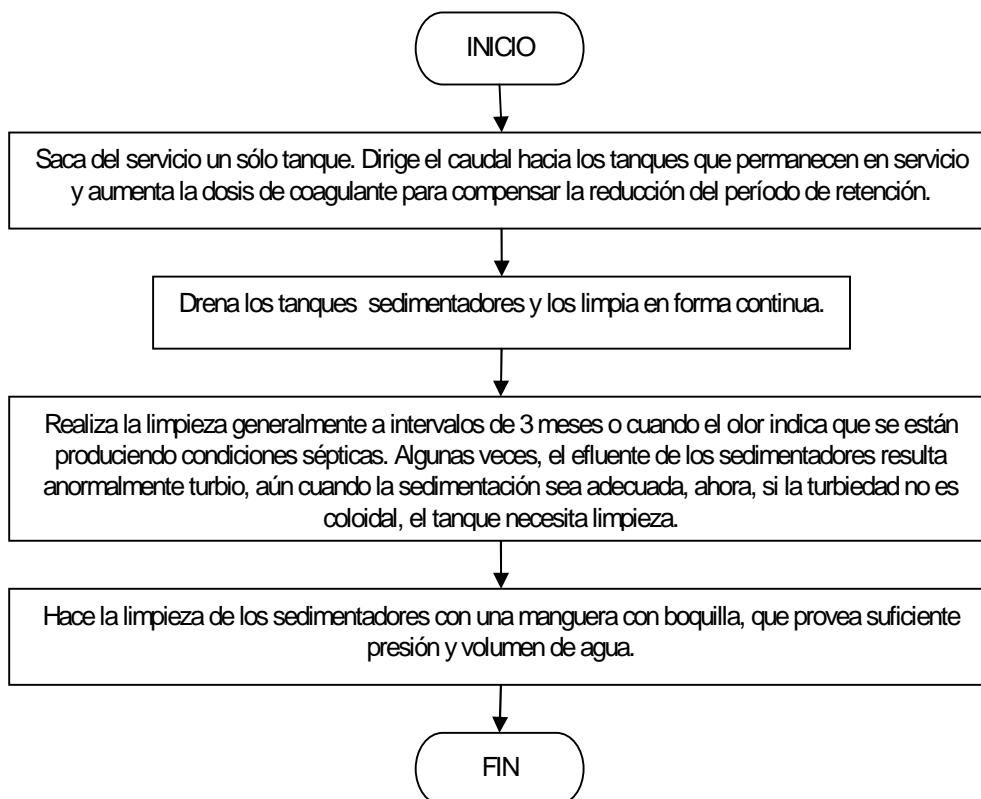 INICIO
Saca del servicio un sólo tanque. Dirige el caudal hacia los tanques que permanecen en servicio
y aumenta la dosis de coagulante para compensar la reducción del período de retención.
Drena los tanques sedimentadores y los limpia en forma continua.
Realiza la limpieza generalmente a intervalos de 3 meses o cuando el olor indica que se están
produciendo condiciones sépticas. Algunas veces, el efluente de los sedimentadores resulta
anormalmente turbio, aún cuando la sedimentación sea adecuada, ahora, si la turbiedad no es
coloidal, el tanque necesita limpieza.
Hace la limpieza de los sedimentadores con una manguera con boquilla, que provea suficiente
presión y volumen de agua.
FIN